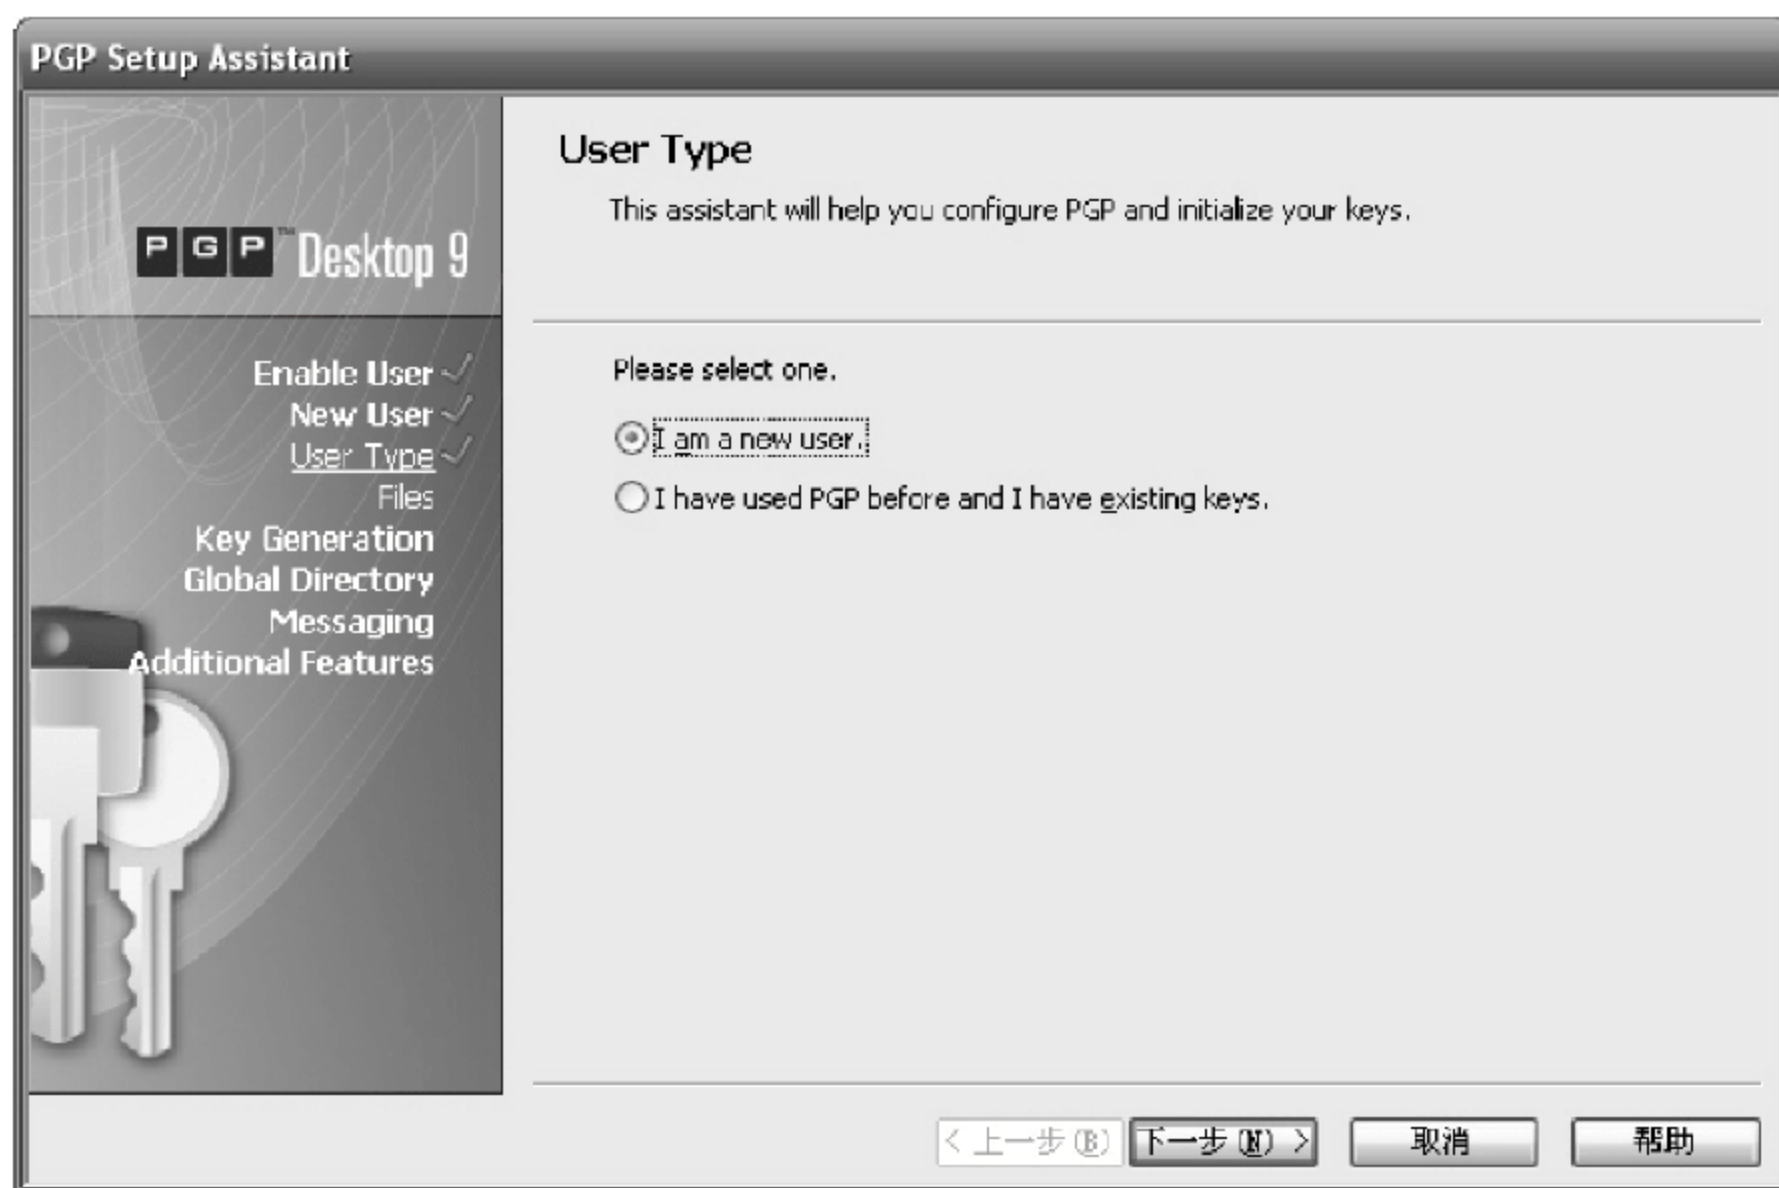 PGP Setup Assistant
PGP™ Desktop 9
Enable User
New User
User Type
Files
Key Generation
Global Directory
Messaging
Additional Features
User Type
This assistant will help you configure PGP and initialize your keys.
Please select one.
I am a new user.
I have used PGP before and I have existing keys.
< 上一步(B) 下一步(N) > 取消 帮助